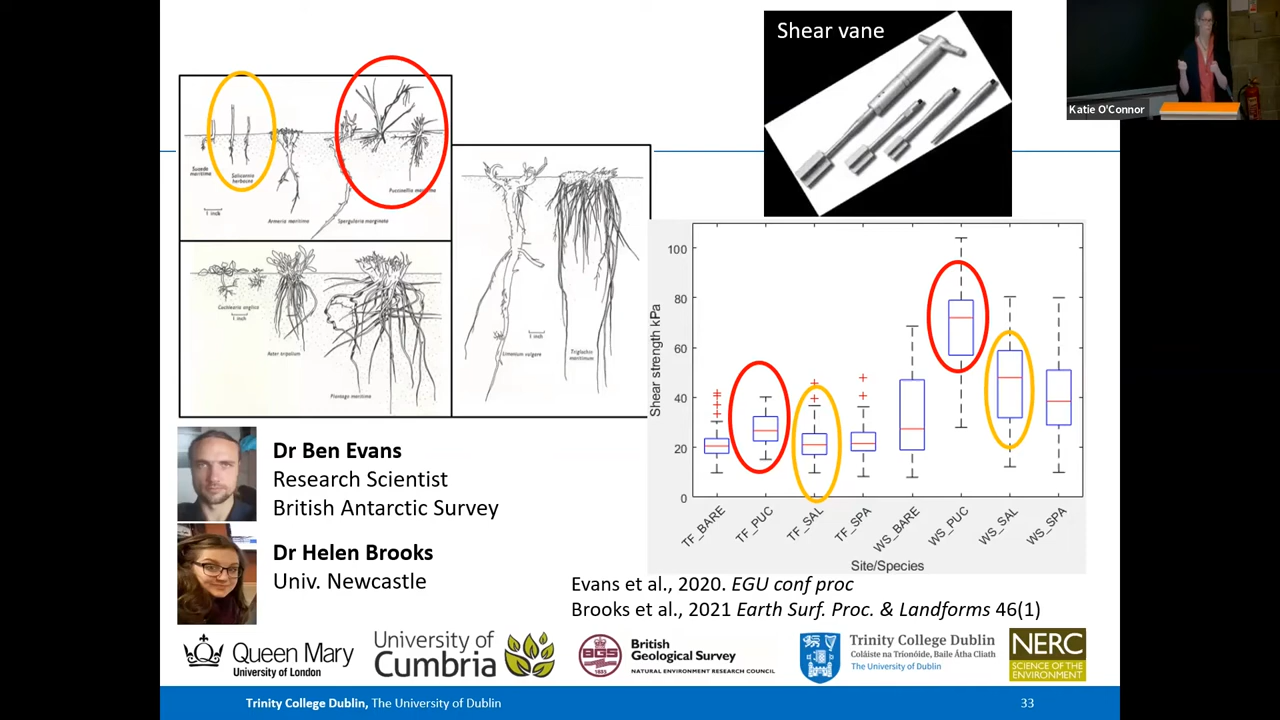 Shear vane
Katie O'Connor
Suaeda
maritima
Salicornia
herbacea
1 inch
Armeria maritima
Spergularia marginata
Puccinellia maritima
Cochlearia anglica
1 inch
Aster tripolium
Plantago maritima
1 inch
Limonium vulgare
Triglochin
maritimum
Shear strength kPa
100
80
60
40
20
0
TF_BARE
TF_PUC
TF_SAL
TF_SPA
WS_BARE
WS_PUC
WS_SAL
WS_SPA
Site/Species
Dr Ben Evans
Research Scientist
British Antarctic Survey
Dr Helen Brooks
Univ. Newcastle
Evans et al., 2020. EGU conf proc
Brooks et al., 2021 Earth Surf. Proc. & Landforms 46(1)
Queen Mary
University of London
University of
Cumbria
BGS
1835
British
Geological Survey
NATURAL ENVIRONMENT RESEARCH COUNCIL
Trinity College Dublin
Coláiste na Tríonóide, Baile Átha Cliath
The University of Dublin
NERC
SCIENCE OF THE
ENVIRONMENT
Trinity College Dublin, The University of Dublin
33